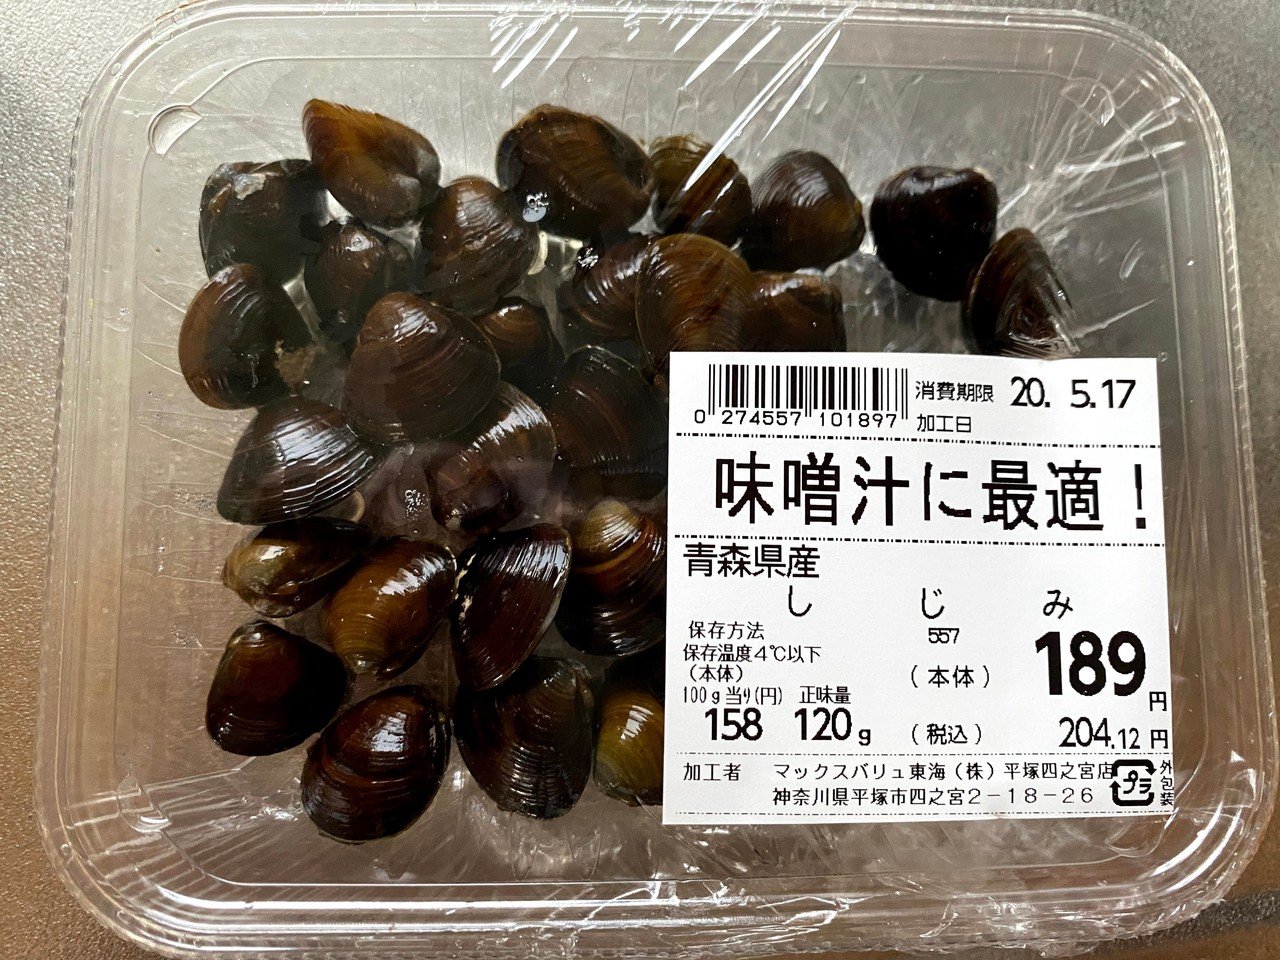 消費期限 20. 5.17
0 274557 101897 加工日
味噌汁に最適！
青森県産
しじみ
保存方法 557
保存温度4℃以下
(本体) (本体) 189円
100g当り(円) 正味量
158 120g (税込) 204.12円
加工者 マックスバリュ東海(株)平塚四之宮店
神奈川県平塚市四之宮2-18-26
プラ 外包装